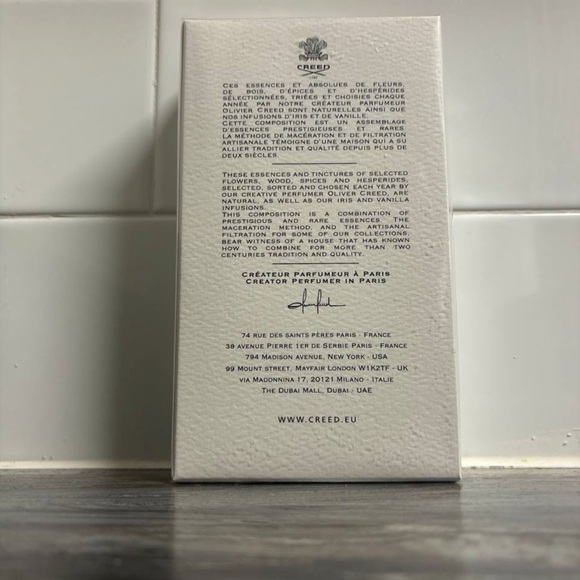 CREED
CES ESSENCES ET ABSOLUES DE FLEURS,
DE BOIS, D'ÉPICES ET D'HESPÉRIDES
SÉLECTIONNÉES, TRIÉES ET CHOISIES CHAQUE
ANNÉE PAR NOTRE CRÉATEUR PARFUMEUR
OLIVIER CREED SONT NATURELLES AINSI QUE
NOS INFUSIONS D'IRIS ET DE VANILLE.
CETTE COMPOSITION EST UN ASSEMBLAGE
D'ESSENCES PRESTIGIEUSES ET RARES.
LA MÉTHODE DE MACÉRATION ET DE FILTRATION
ARTISANALE TÉMOIGNE D'UNE MAISON QUI A SU
ALLIER TRADITION ET QUALITÉ DEPUIS PLUS DE
DEUX SIÈCLES.
THESE ESSENCES AND TINCTURES OF SELECTED
FLOWERS, WOOD, SPICES AND HESPERIDES,
SELECTED, SORTED AND CHOSEN EACH YEAR BY
OUR CREATIVE PERFUMER OLIVER CREED, ARE
NATURAL, AS WELL AS OUR IRIS AND VANILLA
INFUSIONS.
THIS COMPOSITION IS A COMBINATION OF
PRESTIGIOUS AND RARE ESSENCES. THE
MACERATION METHOD, AND THE ARTISANAL
FILTRATION FOR SOME OF OUR COLLECTIONS,
BEAR WITNESS OF A HOUSE THAT HAS KNOWN
HOW TO COMBINE FOR MORE THAN TWO
CENTURIES TRADITION AND QUALITY.
CRÉATEUR PARFUMEUR À PARIS
CREATOR PERFUMER IN PARIS
74 RUE DES SAINTS PÈRES PARIS - FRANCE
38 AVENUE PIERRE 1ER DE SERBIE PARIS - FRANCE
794 MADISON AVENUE, NEW YORK - USA
99 MOUNT STREET, MAYFAIR LONDON W1K2TF - UK
VIA MADONNINA 17, 20121 MILANO - ITALIE
THE DUBAI MALL, DUBAI - UAE
WWW.CREED.EU